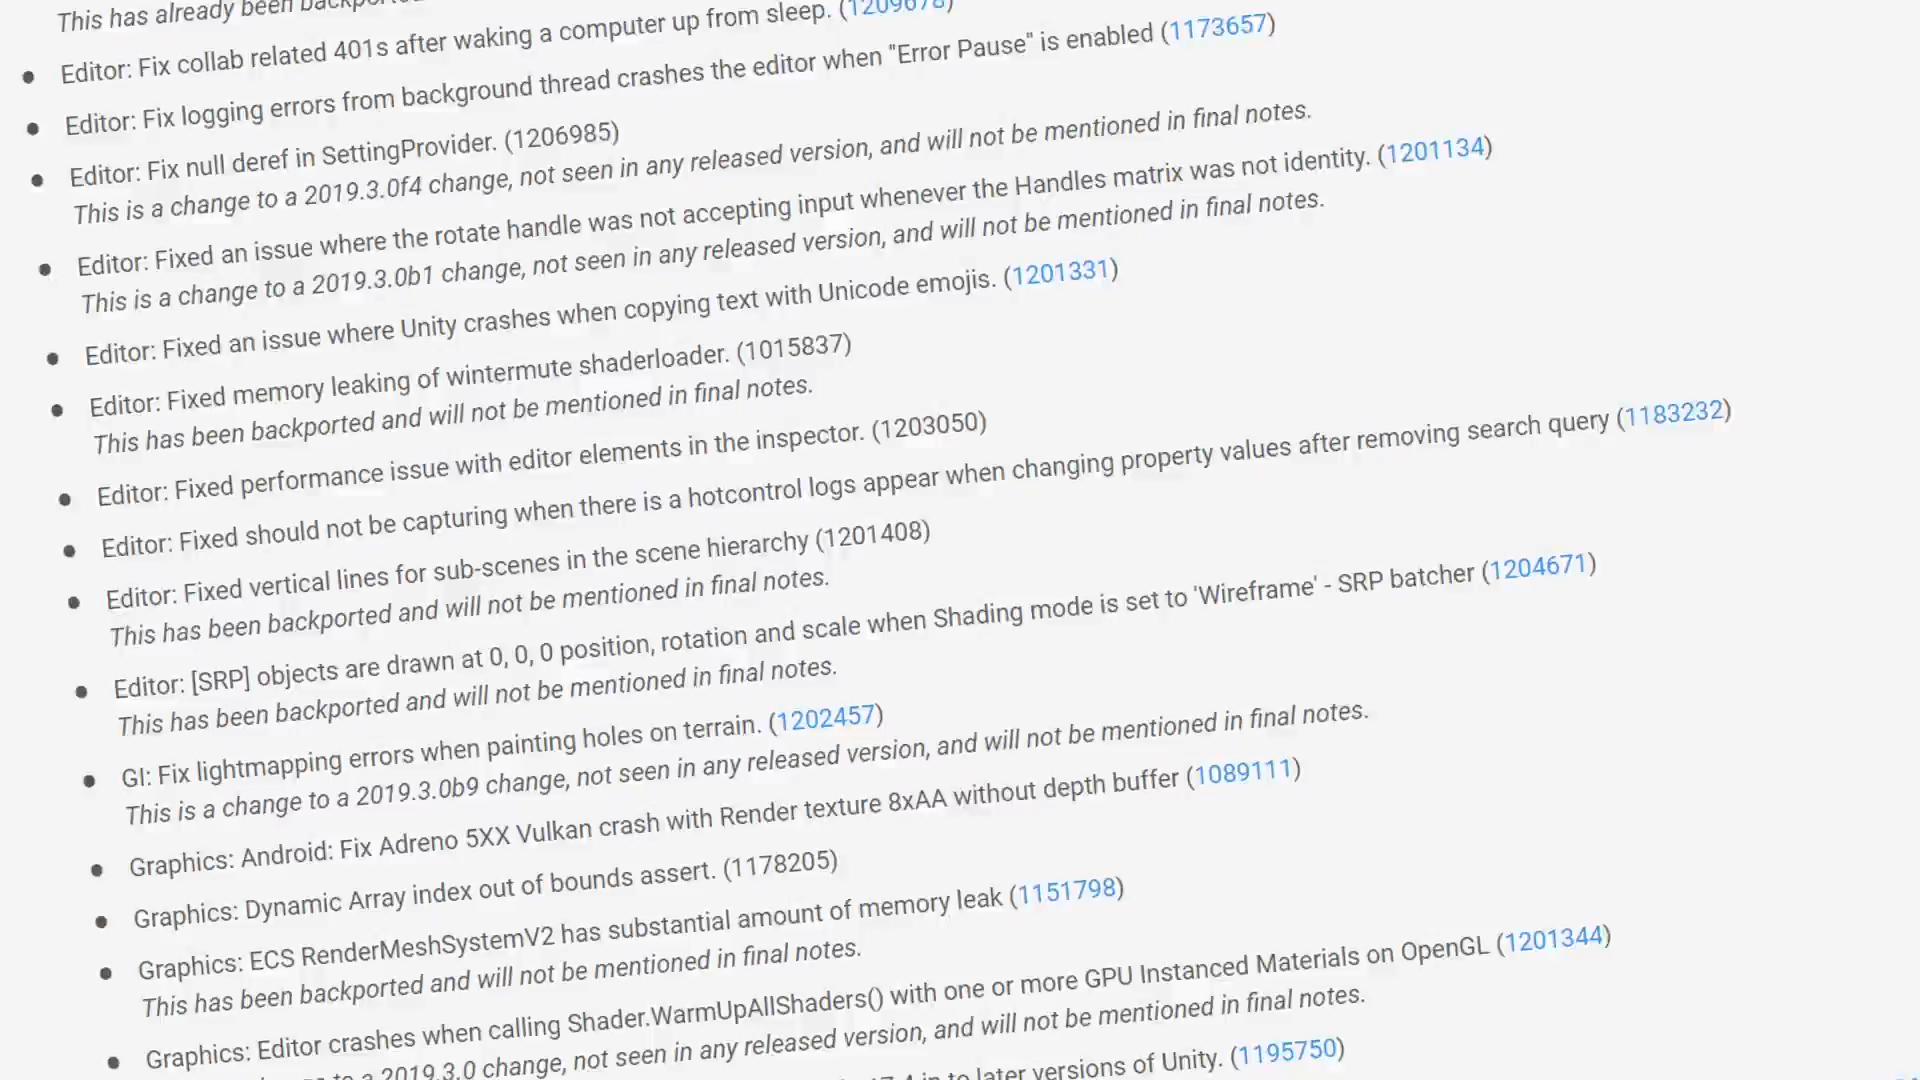 This has already been
Editor: Fix collab related 401s after waking a computer up from sleep. (1209678)
Editor: Fix logging errors from background thread crashes the editor when "Error Pause" is enabled (1173657)
Editor: Fix null deref in SettingProvider. (1206985)
This is a change to a 2019.3.0f4 change, not seen in any released version, and will not be mentioned in final notes.
Editor: Fixed an issue where the rotate handle was not accepting input whenever the Handles matrix was not identity. (1201134)
This is a change to a 2019.3.0b1 change, not seen in any released version, and will not be mentioned in final notes.
Editor: Fixed an issue where Unity crashes when copying text with Unicode emojis. (1201331)
Editor: Fixed memory leaking of wintermute shaderloader. (1015837)
This has been backported and will not be mentioned in final notes.
Editor: Fixed performance issue with editor elements in the inspector. (1203050)
Editor: Fixed should not be capturing when there is a hotcontrol logs appear when changing property values after removing search query (1183232)
Editor: Fixed vertical lines for sub-scenes in the scene hierarchy (1201408)
This has been backported and will not be mentioned in final notes.
Editor: [SRP] objects are drawn at 0, 0, 0 position, rotation and scale when Shading mode is set to 'Wireframe' - SRP batcher (1204671)
This has been backported and will not be mentioned in final notes.
GI: Fix lightmapping errors when painting holes on terrain. (1202457)
This is a change to a 2019.3.0b9 change, not seen in any released version, and will not be mentioned in final notes.
Graphics: Android: Fix Adreno 5XX Vulkan crash with Render texture 8xAA without depth buffer (1089111)
Graphics: Dynamic Array index out of bounds assert. (1178205)
Graphics: ECS RenderMeshSystemV2 has substantial amount of memory leak (1151798)
This has been backported and will not be mentioned in final notes.
Graphics: Editor crashes when calling Shader.WarmUpAllShaders() with one or more GPU Instanced Materials on OpenGL (1201344)
to a 2019.3.0 change, not seen in any released version, and will not be mentioned in final notes.
in to later versions of Unity. (1195750)